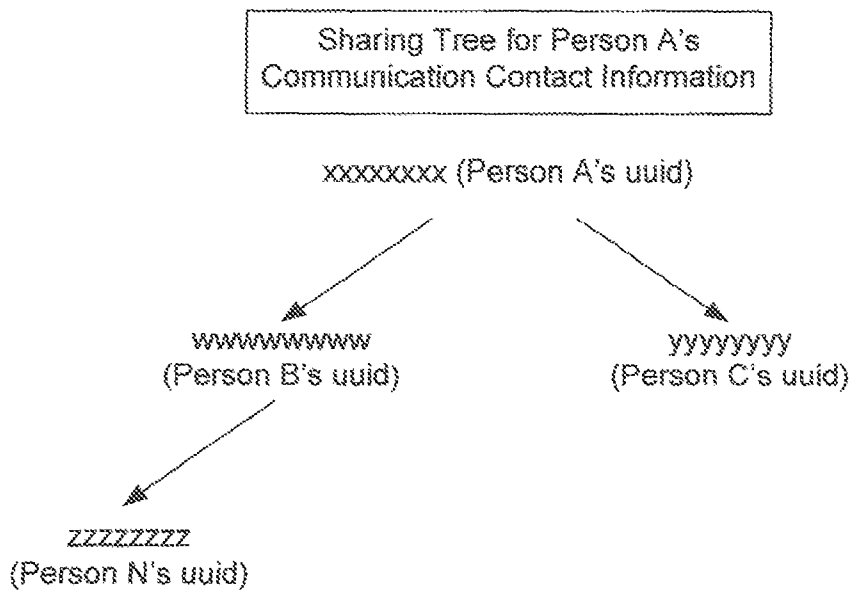 Sharing Tree for Person A's
Communication Contact Information
xxxxxxxx (Person A's uuid)
wwwwwwww
(Person B's uuid)
yyyyyyyy
(Person C's uuid)
zzzzzzzz
(Person N's uuid)